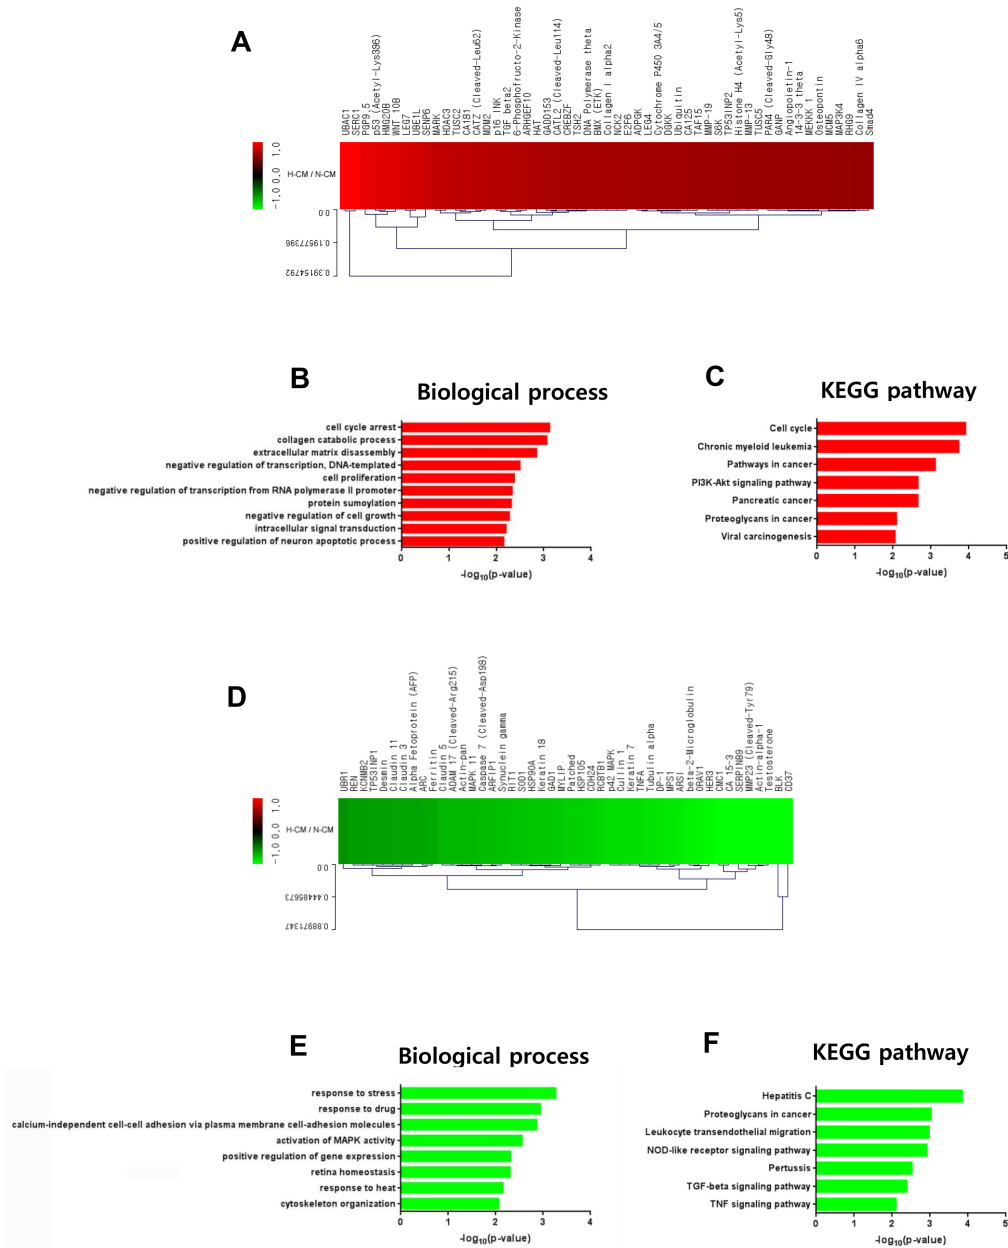 A
UBAC1
SERC1
PGP9.5
p53 (Acetyl-Lys386)
HMG20B
WNT 10B
LEG7
UBE1L
SENP6
MARK
HDAC3
TUSC2
CA181
CATZ (Cleaved-Leu62)
MDM2
p16 INK
TGF beta2
6-Phosphofructo-2-Kinase
ARHGEF10
HAT
GADD153
CATL2 (Cleaved-Leu114)
CREBZF
TSH2
DNA Polymerase theta
BMX (ETK)
Collagen I alpha2
NCK2
E2F6
ADPGK
LEG4
Cytochrome P450 3A4/5
DGKK
Ubiquitin
CA125
TAF15
MMP-19
S6K
TP53INP2
Histone H4 (Acetyl-Lys5)
MMP-13
TUSC5
PAR4 (Cleaved-Gly48)
GANP
Angiopoietin-1
14-3-3 theta
MEKKK 1
Osteopontin
MCM5
MAP3K4
RHG9
Collagen IV alpha6
Smad4
-1.0 0.0 1.0
H-CM / N-CM
0.0
0.19577396
0.39154792
B
Biological process
cell cycle arrest
collagen catabolic process
extracellular matrix disassembly
negative regulation of transcription, DNA-templated
cell proliferation
negative regulation of transcription from RNA polymerase II promoter
protein sumoylation
negative regulation of cell growth
intracellular signal transduction
positive regulation of neuron apoptotic process
0 1 2 3 4
-log10(p-value)
C
KEGG pathway
Cell cycle
Chronic myeloid leukemia
Pathways in cancer
PI3K-Akt signaling pathway
Pancreatic cancer
Proteoglycans in cancer
Viral carcinogenesis
0 1 2 3 4 5
-log10(p-value)
D
UBR1
REN
KCNMB2
TP53INP1
Desmin
Claudin 11
Claudin 3
Alpha Fetoprotein (AFP)
ARC
Ferritin
Claudin 5
ADAM 17 (Cleaved-Arg215)
Actin-pan
MAPK 11
Caspase 7 (Cleaved-Asp198)
ARFIP1
Synuclein gamma
RIT1
SOD1
HSP90A
Keratin 18
GAD1
MYLIP
Patched
HSP105
CDH24
RCBTB1
p42 MAPK
Cullin 1
Keratin 7
TNFA
Tubulin alpha
DP-1
MPS1
ARSI
beta-2-Microglobulin
ORAV1
HER3
CMC1
CA 15-3
SERPINB9
MMP23 (Cleaved-Tyr79)
Actin-alpha-1
Testosterone
BLK
CD37
-1.0 0.0 1.0
H-CM / N-CM
0.0
0.44485673
0.88971347
E
Biological process
response to stress
response to drug
calcium-independent cell-cell adhesion via plasma membrane cell-adhesion molecules
activation of MAPK activity
positive regulation of gene expression
retina homeostasis
response to heat
cytoskeleton organization
0 1 2 3 4
-log10(p-value)
F
KEGG pathway
Hepatitis C
Proteoglycans in cancer
Leukocyte transendothelial migration
NOD-like receptor signaling pathway
Pertussis
TGF-beta signaling pathway
TNF signaling pathway
0 1 2 3 4 5
-log10(p-value)